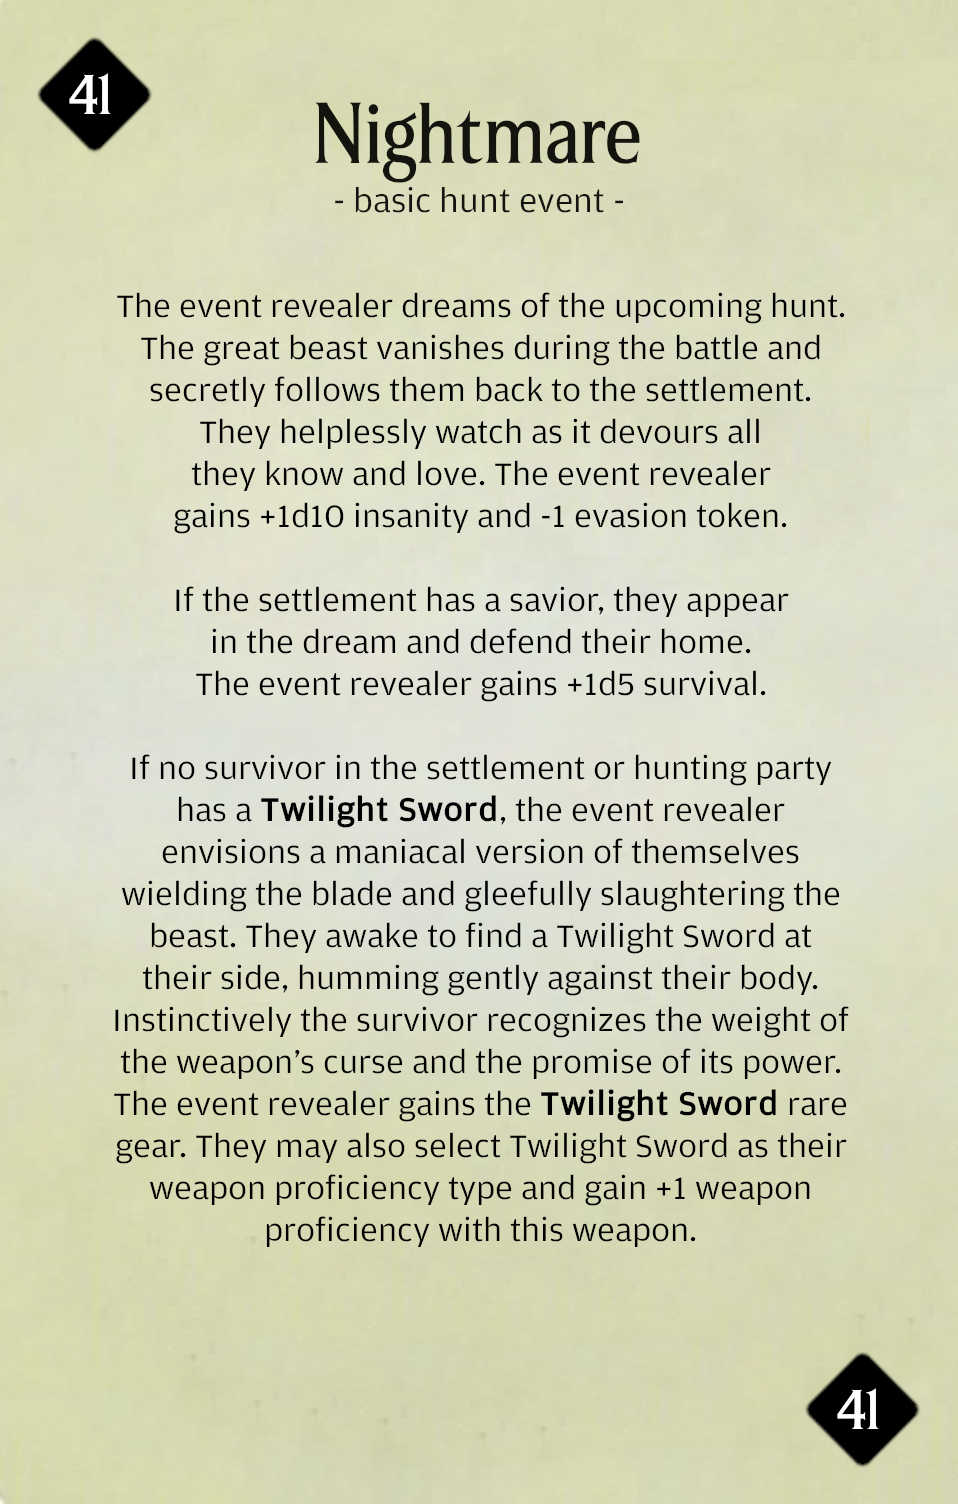 41
Nightmare
- basic hunt event -
The event revealer dreams of the upcoming hunt.
The great beast vanishes during the battle and
secretly follows them back to the settlement.
They helplessly watch as it devours all
they know and love. The event revealer
gains +1d10 insanity and -1 evasion token.
If the settlement has a savior, they appear
in the dream and defend their home.
The event revealer gains +1d5 survival.
If no survivor in the settlement or hunting party
has a Twilight Sword, the event revealer
envisions a maniacal version of themselves
wielding the blade and gleefully slaughtering the
beast. They awake to find a Twilight Sword at
their side, humming gently against their body.
Instinctively the survivor recognizes the weight of
the weapon’s curse and the promise of its power.
The event revealer gains the Twilight Sword rare
gear. They may also select Twilight Sword as their
weapon proficiency type and gain +1 weapon
proficiency with this weapon.
41